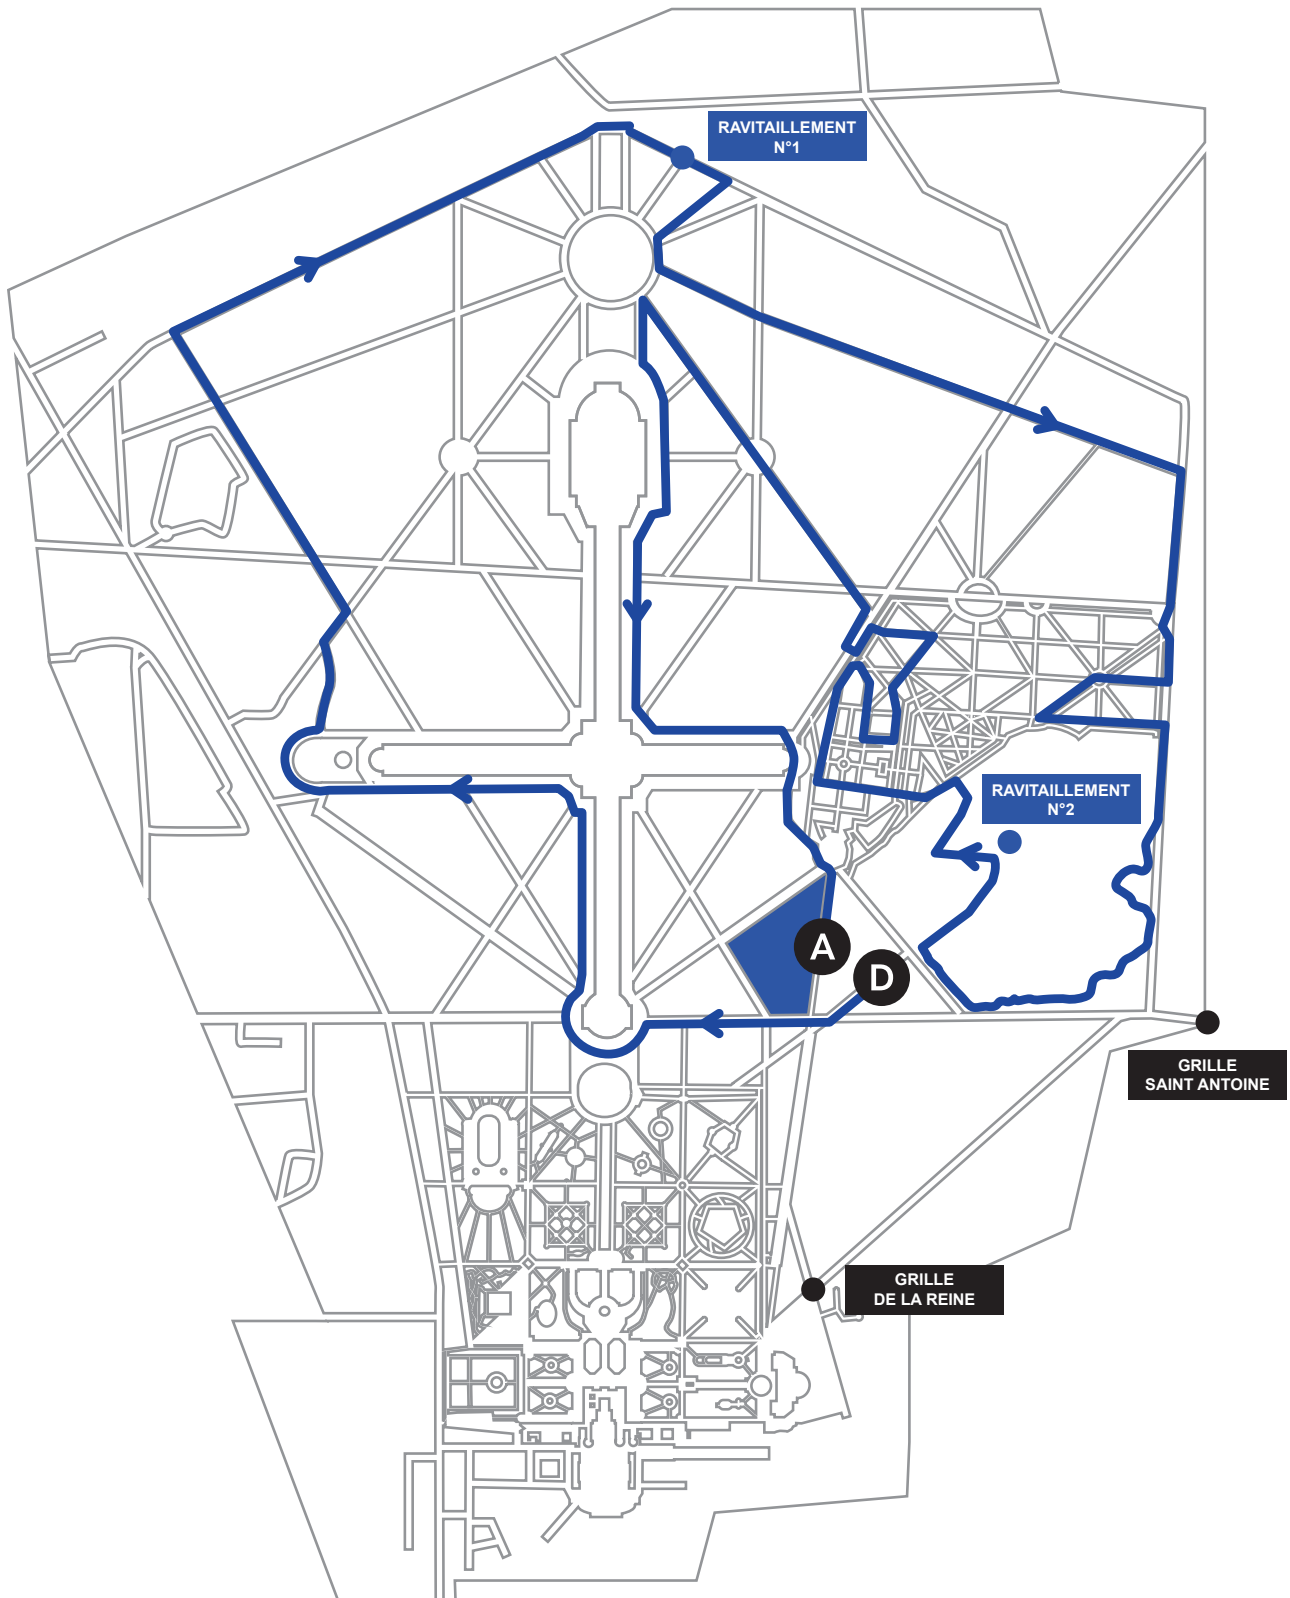 RAVITAILLEMENT
N°1
RAVITAILLEMENT
N°2
A
D
GRILLE
SAINT ANTOINE
GRILLE
DE LA REINE